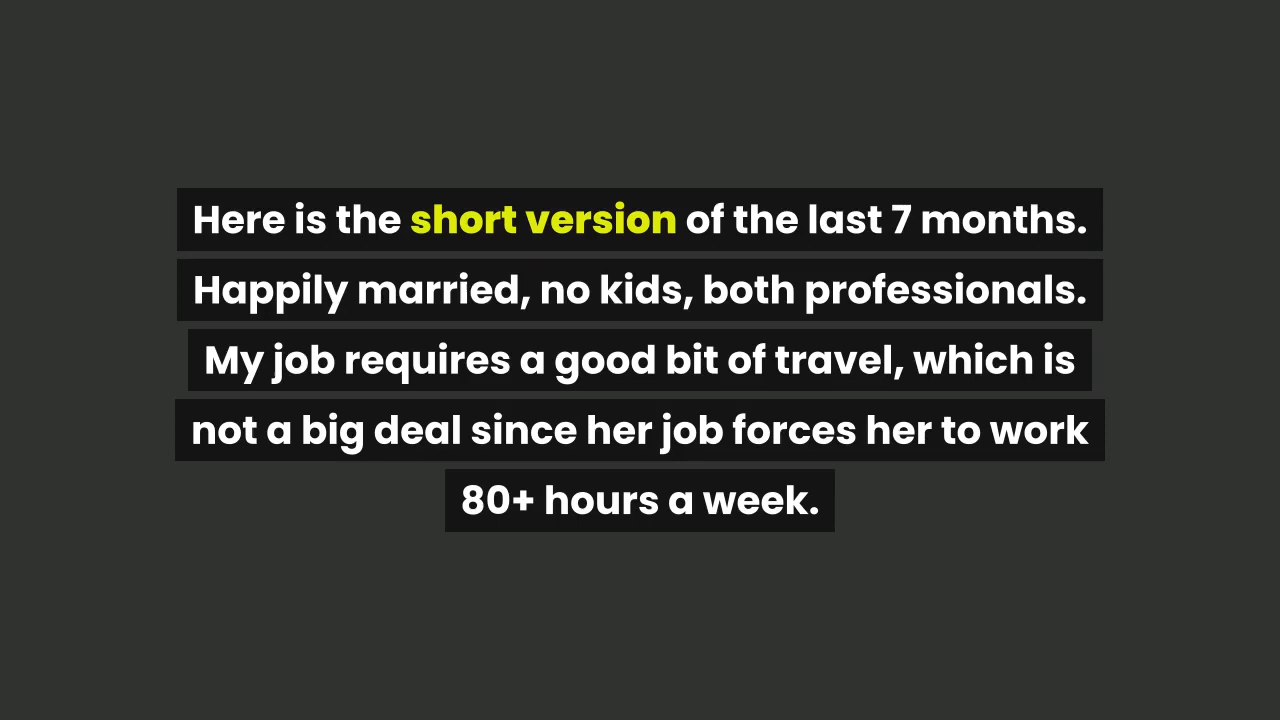 Here is the short version of the last 7 months.
Happily married, no kids, both professionals.
My job requires a good bit of travel, which is
not a big deal since her job forces her to work
80+ hours a week.